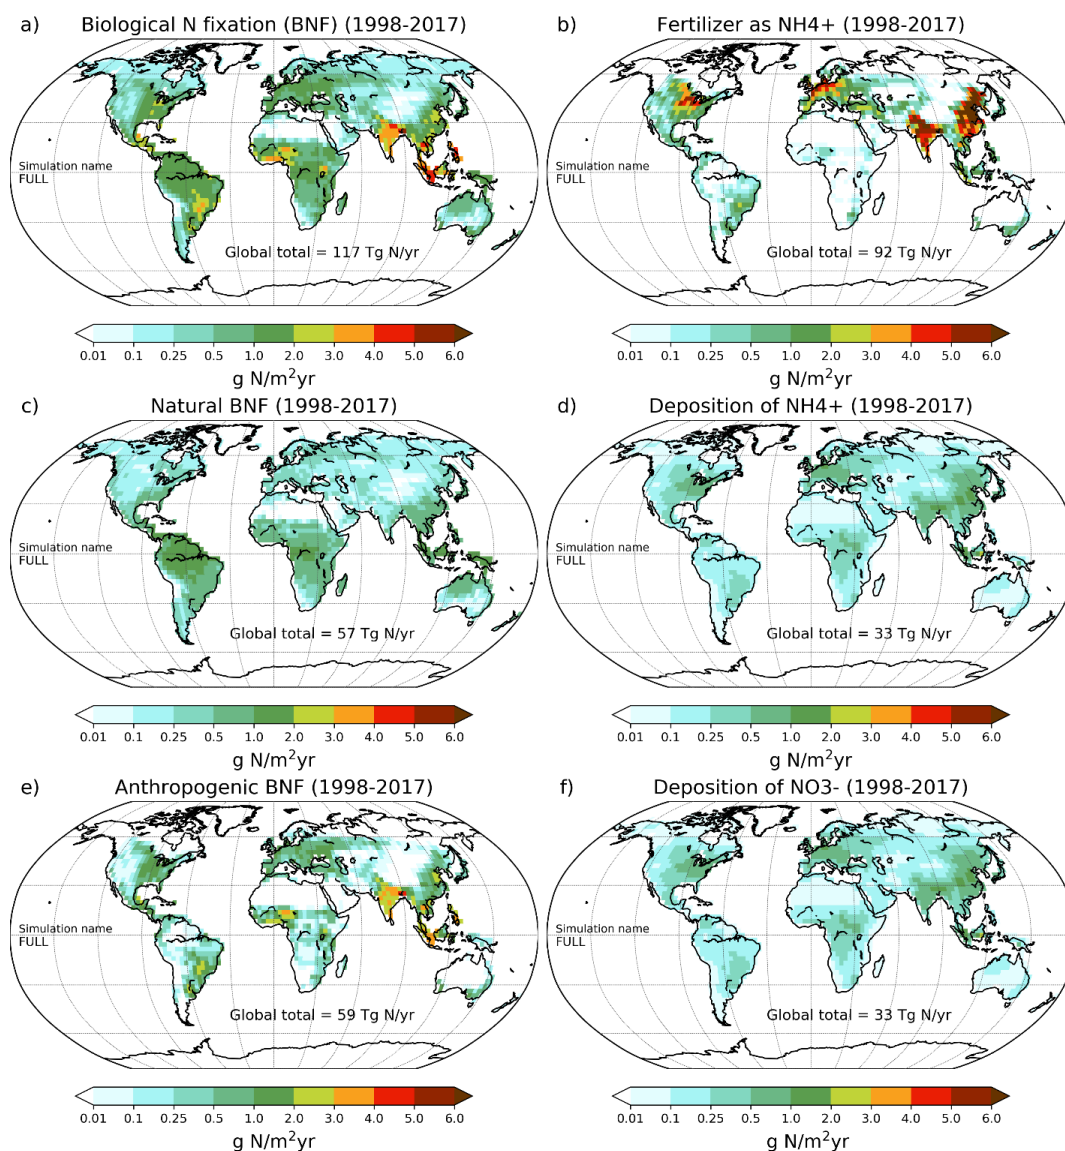 a) Biological N fixation (BNF) (1998-2017)
Simulation name
FULL
Global total = 117 Tg N/yr
0.01 0.1 0.25 0.5 1.0 2.0 3.0 4.0 5.0 6.0
g N/m²yr
b) Fertilizer as NH4+ (1998-2017)
Simulation name
FULL
Global total = 92 Tg N/yr
0.01 0.1 0.25 0.5 1.0 2.0 3.0 4.0 5.0 6.0
g N/m²yr
c) Natural BNF (1998-2017)
Simulation name
FULL
Global total = 57 Tg N/yr
0.01 0.1 0.25 0.5 1.0 2.0 3.0 4.0 5.0 6.0
g N/m²yr
d) Deposition of NH4+ (1998-2017)
Simulation name
FULL
Global total = 33 Tg N/yr
0.01 0.1 0.25 0.5 1.0 2.0 3.0 4.0 5.0 6.0
g N/m²yr
e) Anthropogenic BNF (1998-2017)
Simulation name
FULL
Global total = 59 Tg N/yr
0.01 0.1 0.25 0.5 1.0 2.0 3.0 4.0 5.0 6.0
g N/m²yr
f) Deposition of NO3- (1998-2017)
Simulation name
FULL
Global total = 33 Tg N/yr
0.01 0.1 0.25 0.5 1.0 2.0 3.0 4.0 5.0 6.0
g N/m²yr